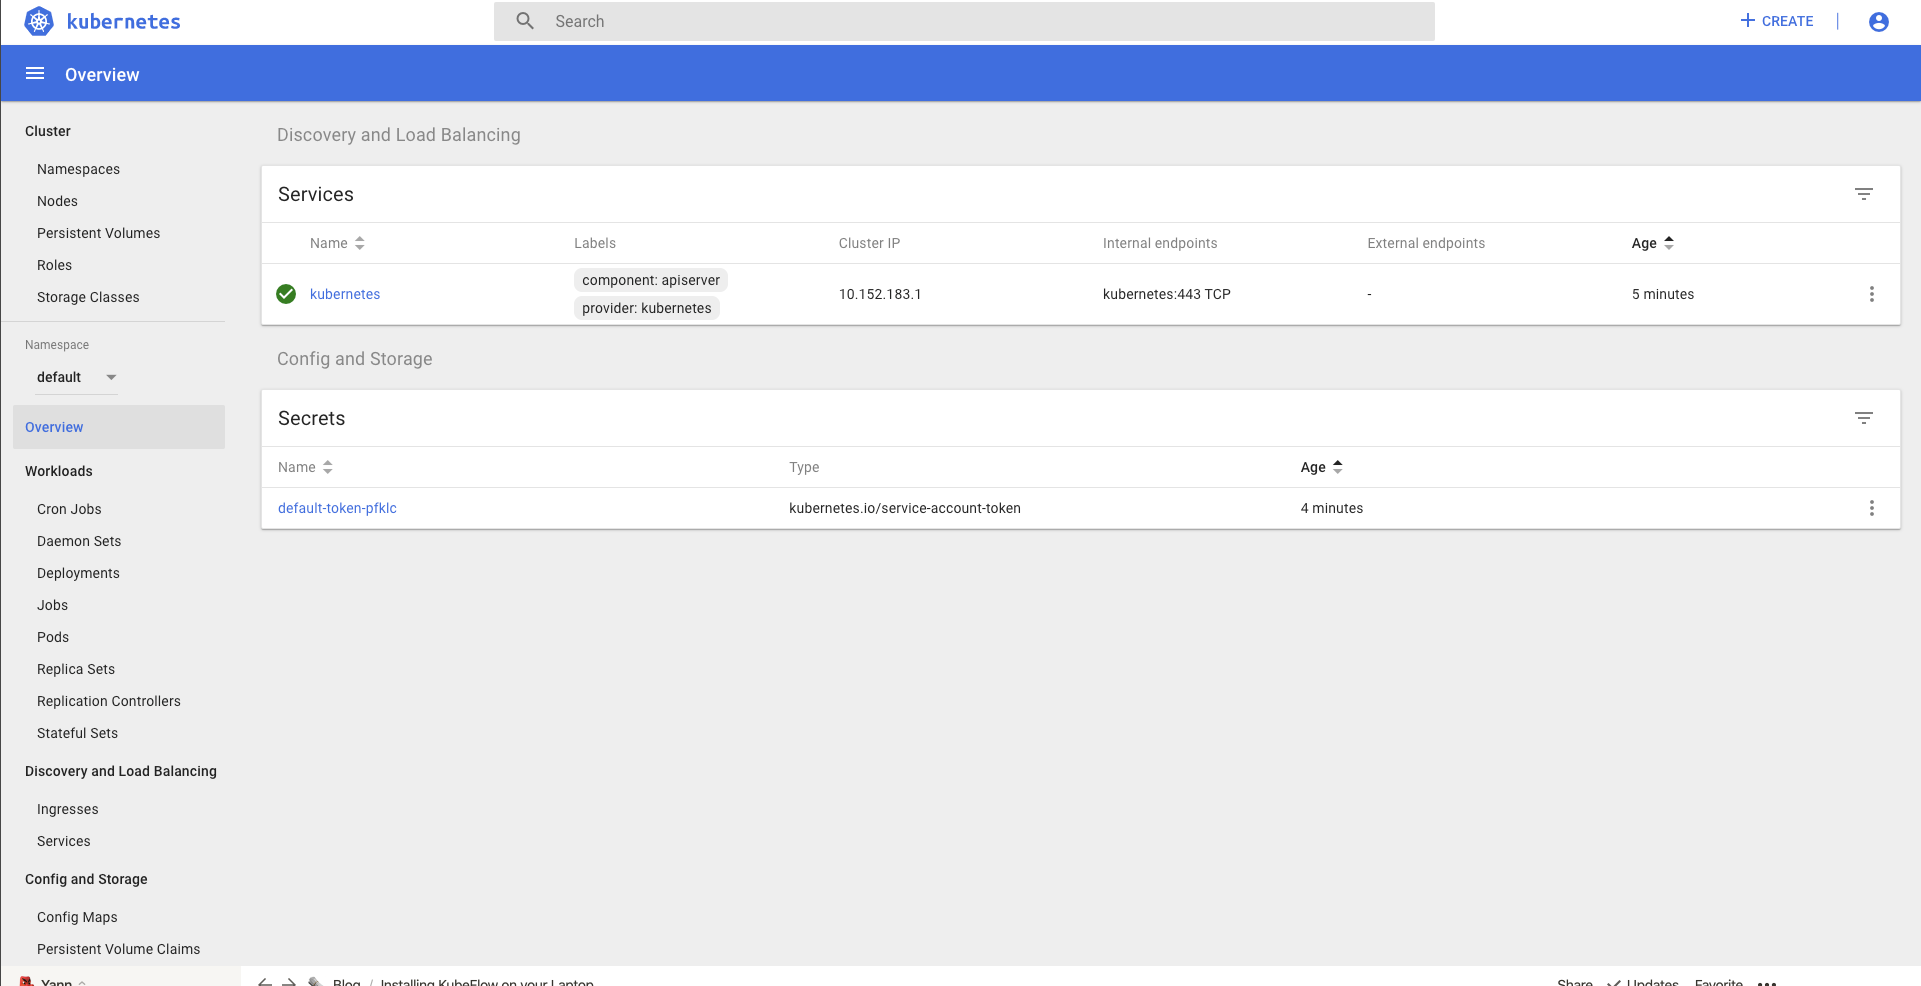 kubernetes
Search
CREATE
Overview
Cluster
Namespaces
Nodes
Persistent Volumes
Roles
Storage Classes
Namespace
default
Overview
Workloads
Cron Jobs
Daemon Sets
Deployments
Jobs
Pods
Replica Sets
Replication Controllers
Stateful Sets
Discovery and Load Balancing
Ingresses
Services
Config and Storage
Config Maps
Persistent Volume Claims
Discovery and Load Balancing
Services
Name Labels Cluster IP Internal endpoints External endpoints Age
kubernetes component: apiserver provider: kubernetes 10.152.183.1 kubernetes:443 TCP - 5 minutes
Config and Storage
Secrets
Name Type Age
default-token-pfklc kubernetes.io/service-account-token 4 minutes
Yann Blog / Installing KubeFlow on your Laptop Share Updates Favorite